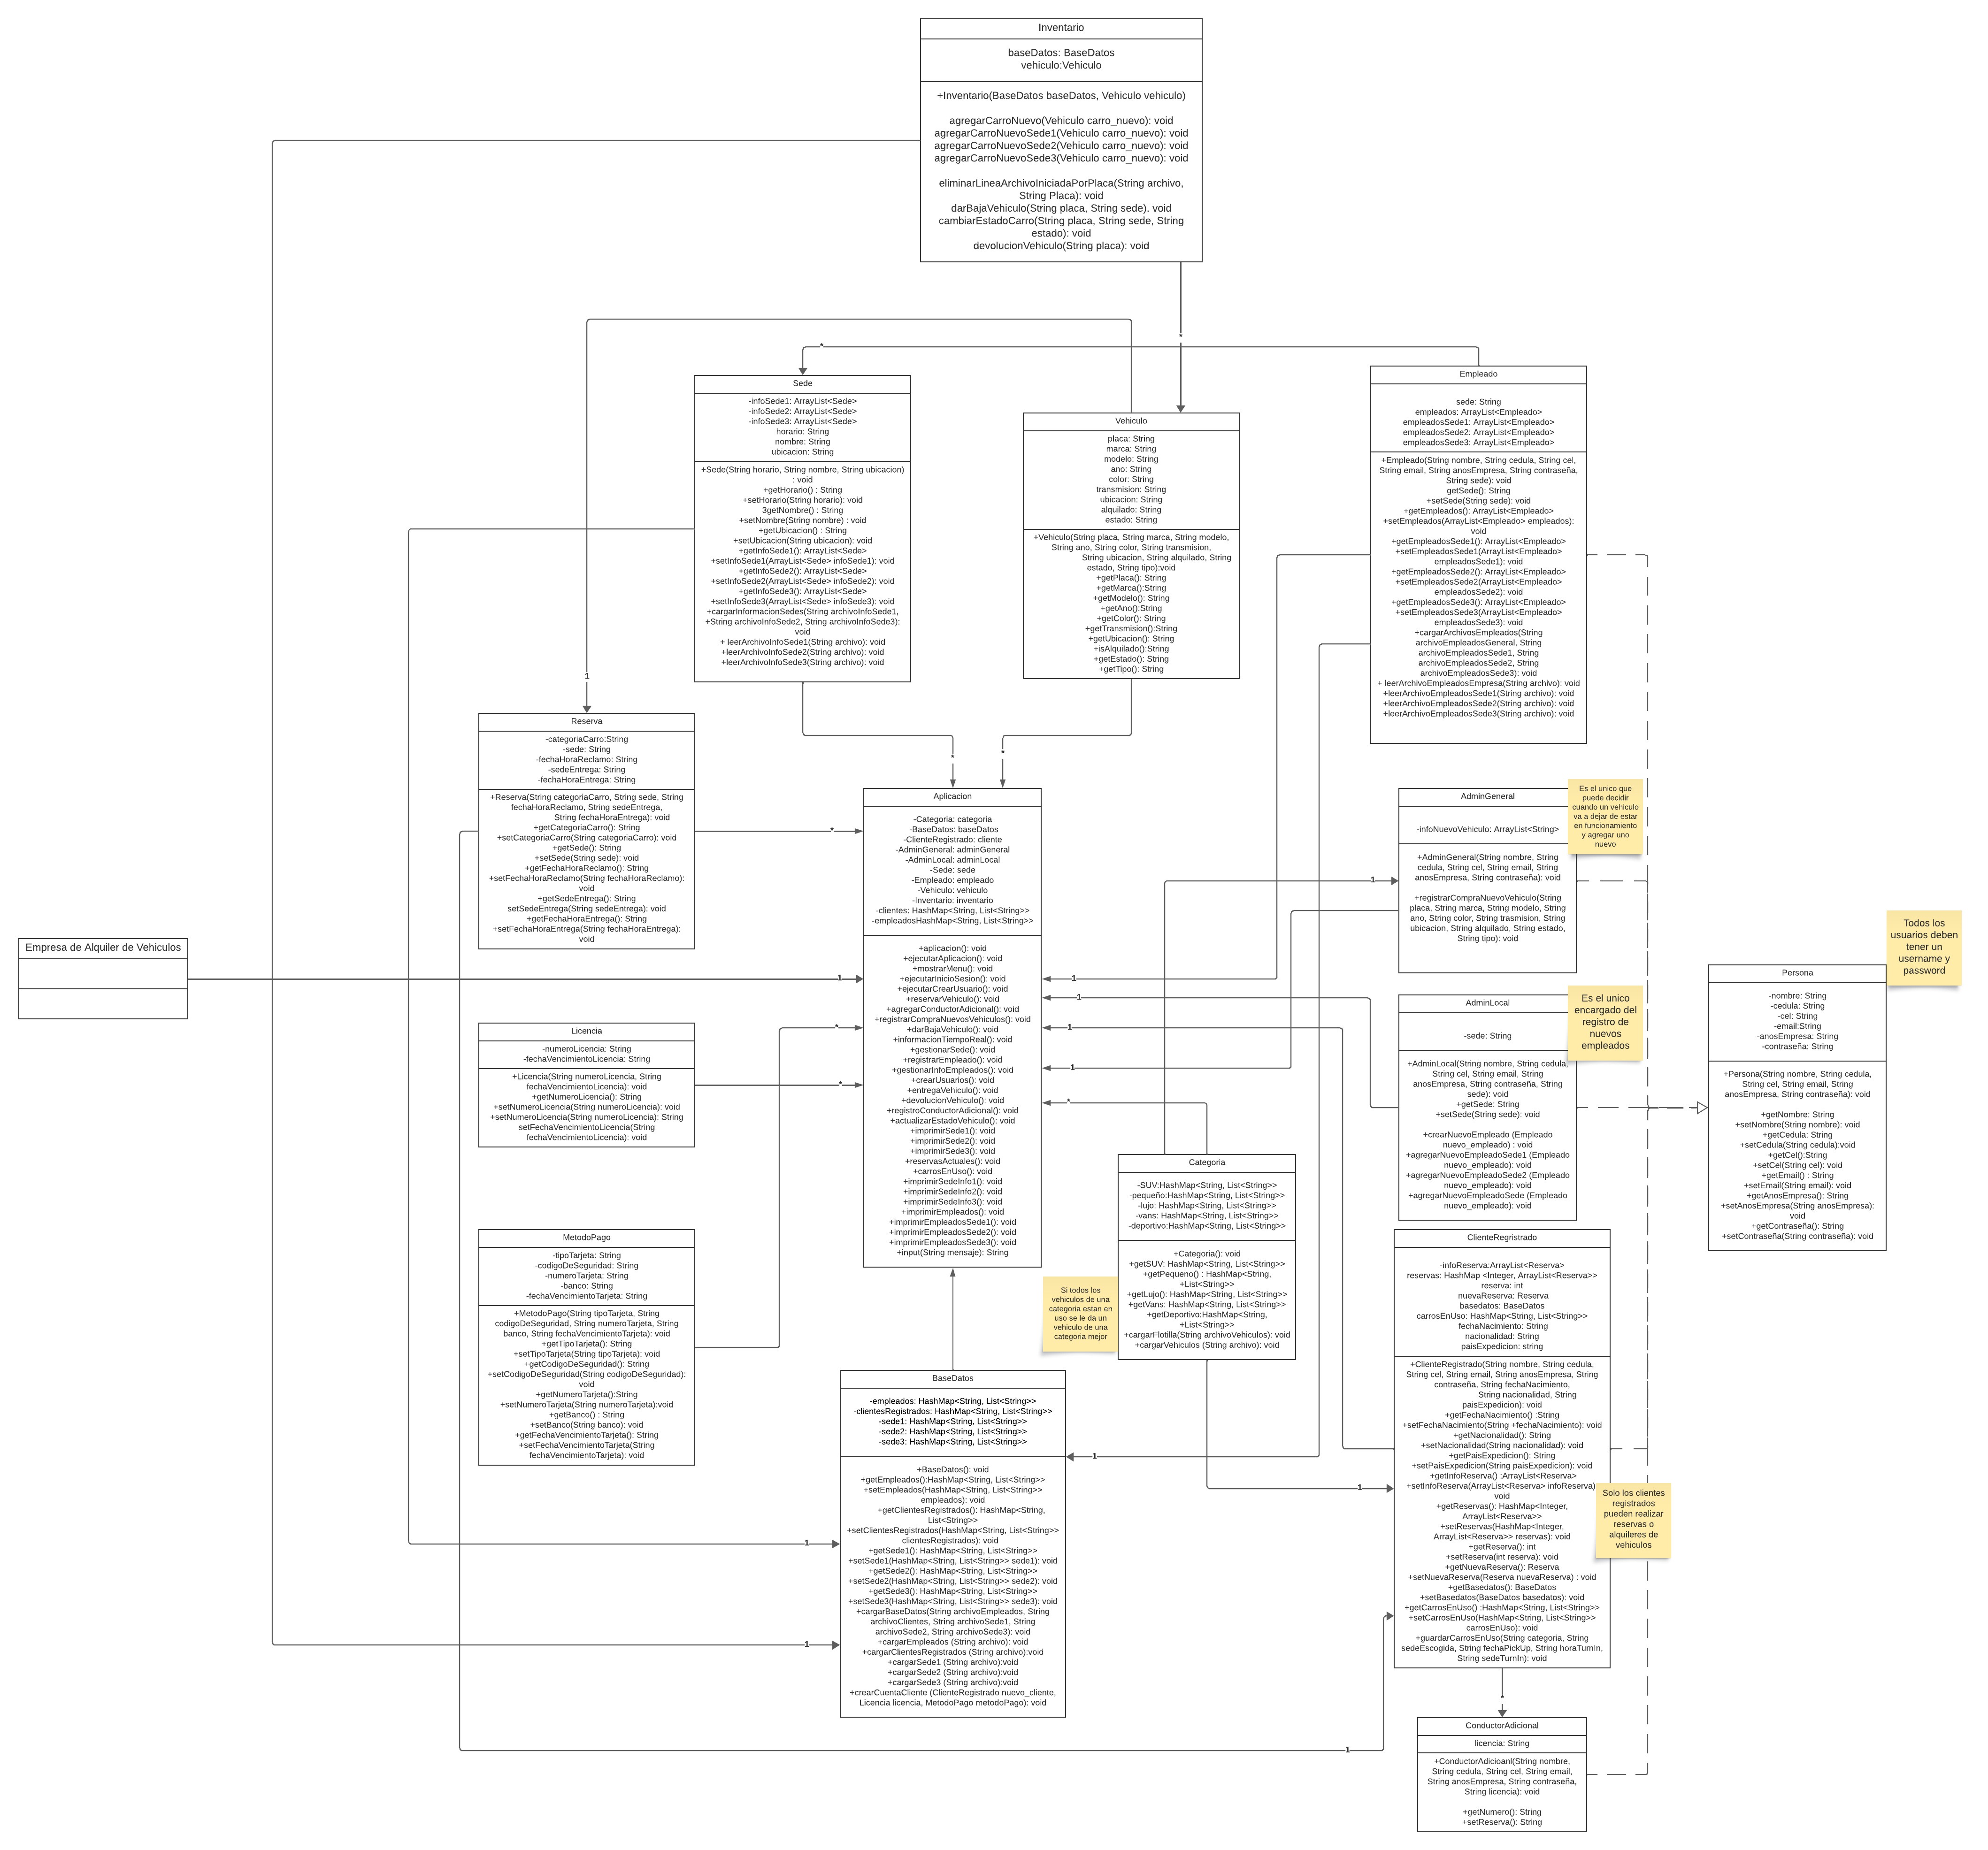 Inventario
baseDatos: BaseDatos
vehiculo:Vehiculo
+Inventario(BaseDatos baseDatos, Vehiculo vehiculo)
agregarCarroNuevo(Vehiculo carro_nuevo): void
agregarCarroNuevoSede1(Vehiculo carro_nuevo): void
agregarCarroNuevoSede2(Vehiculo carro_nuevo): void
agregarCarroNuevoSede3(Vehiculo carro_nuevo): void
eliminarLineaArchivoIniciadaPorPlaca(String archivo,
String Placa): void
darBajaVehiculo(String placa, String sede). void
cambiarEstadoCarro(String placa, String sede, String
estado): void
devolucionVehiculo(String placa): void
*
*
Sede
-infoSede1: ArrayList<Sede>
-infoSede2: ArrayList<Sede>
-infoSede3: ArrayList<Sede>
horario: String
nombre: String
ubicacion: String
+Sede(String horario, String nombre, String ubicacion)
: void
+getHorario() : String
+setHorario(String horario): void
3getNombre() : String
+setNombre(String nombre) : void
+getUbicacion() : String
+setUbicacion(String ubicacion): void
+getInfoSede1(): ArrayList<Sede>
+setInfoSede1(ArrayList<Sede> infoSede1): void
+getInfoSede2(): ArrayList<Sede>
+setInfoSede2(ArrayList<Sede> infoSede2): void
+getInfoSede3(): ArrayList<Sede>
+setInfoSede3(ArrayList<Sede> infoSede3): void
+cargarInformacionSedes(String archivoInfoSede1,
+String archivoInfoSede2, String archivoInfoSede3):
void
+ leerArchivoInfoSede1(String archivo): void
+leerArchivoInfoSede2(String archivo): void
+leerArchivoInfoSede3(String archivo): void
Vehiculo
placa: String
marca: String
modelo: String
ano: String
color: String
transmision: String
ubicacion: String
alquilado: String
estado: String
+Vehiculo(String placa, String marca, String modelo,
String ano, String color, String transmision,
String ubicacion, String alquilado, String
estado, String tipo):void
+getPlaca(): String
+getMarca():String
+getModelo(): String
+getAno():String
+getColor(): String
+getTransmision():String
+getUbicacion(): String
+isAlquilado():String
+getEstado(): String
+getTipo(): String
Empleado
sede: String
empleados: ArrayList<Empleado>
empleadosSede1: ArrayList<Empleado>
empleadosSede2: ArrayList<Empleado>
empleadosSede3: ArrayList<Empleado>
+Empleado(String nombre, String cedula, String cel,
String email, String anosEmpresa, String contraseña,
String sede): void
getSede(): String
+setSede(String sede): void
+getEmpleados(): ArrayList<Empleado>
+setEmpleados(ArrayList<Empleado> empleados):
void
+getEmpleadosSede1(): ArrayList<Empleado>
+setEmpleadosSede1(ArrayList<Empleado>
empleadosSede1): void
+getEmpleadosSede2(): ArrayList<Empleado>
+setEmpleadosSede2(ArrayList<Empleado>
empleadosSede2): void
+getEmpleadosSede3(): ArrayList<Empleado>
+setEmpleadosSede3(ArrayList<Empleado>
empleadosSede3): void
+cargarArchivosEmpleados(String
archivoEmpleadosGeneral, String
archivoEmpleadosSede1, String
archivoEmpleadosSede2, String
archivoEmpleadosSede3): void
+ leerArchivoEmpleadosEmpresa(String archivo): void
+leerArchivoEmpleadosSede1(String archivo): void
+leerArchivoEmpleadosSede2(String archivo): void
+leerArchivoEmpleadosSede3(String archivo): void
1
Reserva
-categoriaCarro:String
-sede: String
-fechaHoraReclamo: String
-sedeEntrega: String
-fechaHoraEntrega: String
+Reserva(String categoriaCarro, String sede, String
fechaHoraReclamo, String sedeEntrega,
String fechaHoraEntrega): void
+getCategoriaCarro(): String
+setCategoriaCarro(String categoriaCarro): void
+getSede(): String
+setSede(String sede): void
+getFechaHoraReclamo(): String
+setFechaHoraReclamo(String fechaHoraReclamo):
void
+getSedeEntrega(): String
setSedeEntrega(String sedeEntrega): void
+getFechaHoraEntrega(): String
+setFechaHoraEntrega(String fechaHoraEntrega):
void
*
*
*
Aplicacion
-Categoria: categoria
-BaseDatos: baseDatos
-ClienteRegistrado: cliente
-AdminGeneral: adminGeneral
-AdminLocal: adminLocal
-Sede: sede
-Empleado: empleado
-Vehiculo: vehiculo
-Inventario: inventario
-clientes: HashMap<String, List<String>>
-empleadosHashMap<String, List<String>>
+aplicacion(): void
+ejecutarAplicacion(): void
+mostrarMenu(): void
+ejecutarInicioSesion(): void
+ejecutarCrearUsuario(): void
+reservarVehiculo(): void
+agregarConductorAdicional(): void
+registrarCompraNuevosVehiculos(): void
+darBajaVehiculo(): void
+informacionTiempoReal(): void
+gestionarSede(): void
+registrarEmpleado(): void
+gestionarInfoEmpleados(): void
+crearUsuarios(): void
+entregaVehiculo(): void
+devolucionVehiculo(): void
+registroConductorAdicional(): void
+actualizarEstadoVehiculo(): void
+imprimirSede1(): void
+imprimirSede2(): void
+imprimirSede3(): void
+reservasActuales(): void
+carrosEnUso(): void
+imprimirSedeInfo1(): void
+imprimirSedeInfo2(): void
+imprimirSedeInfo3(): void
+imprimirEmpleados(): void
+imprimirEmpleadosSede1(): void
+imprimirEmpleadosSede2(): void
+imprimirEmpleadosSede3(): void
+input(String mensaje): String
1
1
1
1
*
AdminGeneral
-infoNuevoVehiculo: ArrayList<String>
+AdminGeneral(String nombre, String
cedula, String cel, String email, String
anosEmpresa, String contraseña): void
+registrarCompraNuevoVehiculo(String
placa, String marca, String modelo, String
ano, String color, String trasmision, String
ubicacion, String alquilado, String estado,
String tipo): void
1
Es el unico que
puede decidir
cuando un vehiculo
va a dejar de estar
en funcionamiento
y agregar uno
nuevo
Empresa de Alquiler de Vehiculos
1
Todos los
usuarios deben
tener un
username y
password
Persona
-nombre: String
-cedula: String
-cel: String
-email:String
-anosEmpresa: String
-contraseña: String
+Persona(String nombre, String cedula,
String cel, String email, String
anosEmpresa, String contraseña): void
+getNombre: String
+setNombre(String nombre): void
+getCedula: String
+setCedula(String cedula):void
+getCel():String
+setCel(String cel): void
+getEmail() : String
+setEmail(String email): void
+getAnosEmpresa(): String
+setAnosEmpresa(String anosEmpresa):
void
+getContraseña(): String
+setContraseña(String contraseña): void
AdminLocal
-sede: String
+AdminLocal(String nombre, String cedula,
String cel, String email, String
anosEmpresa, String contraseña, String
sede): void
+getSede: String
+setSede(String sede): void
+crearNuevoEmpleado (Empleado
nuevo_empleado) : void
+agregarNuevoEmpleadoSede1 (Empleado
nuevo_empleado): void
+agregarNuevoEmpleadoSede2 (Empleado
nuevo_empleado): void
+agregarNuevoEmpleadoSede (Empleado
nuevo_empleado): void
Es el unico
encargado del
registro de
nuevos
empleados
Licencia
-numeroLicencia: String
-fechaVencimientoLicencia: String
+Licencia(String numeroLicencia, String
fechaVencimientoLicencia): void
+getNumeroLicencia(): String
+setNumeroLicencia(String numeroLicencia): void
+setNumeroLicencia(String numeroLicencia): String
setFechaVencimientoLicencia(String
fechaVencimientoLicencia): void
*
*
MetodoPago
-tipoTarjeta: String
-codigoDeSeguridad: String
-numeroTarjeta: String
-banco: String
-fechaVencimientoTarjeta: String
+MetodoPago(String tipoTarjeta, String
codigoDeSeguridad, String numeroTarjeta, String
banco, String fechaVencimientoTarjeta): void
+getTipoTarjeta(): String
+setTipoTarjeta(String tipoTarjeta): void
+getCodigoDeSeguridad(): String
+setCodigoDeSeguridad(String codigoDeSeguridad):
void
+getNumeroTarjeta():String
+setNumeroTarjeta(String numeroTarjeta):void
+getBanco() : String
+setBanco(String banco): void
+getFechaVencimientoTarjeta(): String
+setFechaVencimientoTarjeta(String
fechaVencimientoTarjeta): void
Categoria
-SUV:HashMap<String, List<String>>
-pequeño:HashMap<String, List<String>>
-lujo: HashMap<String, List<String>>
-vans: HashMap<String, List<String>>
-deportivo:HashMap<String, List<String>>
+Categoria(): void
+getSUV: HashMap<String, List<String>>
+getPequeno() : HashMap<String,
+List<String>>
+getLujo(): HashMap<String, List<String>>
+getVans: HashMap<String, List<String>>
+getDeportivo:HashMap<String,
+List<String>>
+cargarFlotilla(String archivoVehiculos): void
+cargarVehiculos (String archivo): void
Si todos los
vehiculos de una
categoria estan en
uso se le da un
vehiculo de una
categoria mejor
ClienteRegristrado
-infoReserva:ArrayList<Reserva>
reservas: HashMap <Integer, ArrayList<Reserva>>
reserva: int
nuevaReserva: Reserva
basedatos: BaseDatos
carrosEnUso: HashMap<String, List<String>>
fechaNacimiento: String
nacionalidad: String
paisExpedicion: string
+ClienteRegistrado(String nombre, String cedula,
String cel, String email, String anosEmpresa, String
contraseña, String fechaNacimiento,
String nacionalidad, String
paisExpedicion): void
+getFechaNacimiento() :String
+setFechaNacimiento(String +fechaNacimiento): void
+getNacionalidad(): String
+setNacionalidad(String nacionalidad): void
+getPaisExpedicion(): String
+setPaisExpedicion(String paisExpedicion): void
+getInfoReserva() :ArrayList<Reserva>
+setInfoReserva(ArrayList<Reserva> infoReserva)
void
+getReservas(): HashMap<Integer,
ArrayList<Reserva>>
+setReservas(HashMap<Integer,
ArrayList<Reserva>> reservas): void
+getReserva(): int
+setReserva(int reserva): void
+getNuevaReserva(): Reserva
+setNuevaReserva(Reserva nuevaReserva) : void
+getBasedatos(): BaseDatos
+setBasedatos(BaseDatos basedatos): void
+getCarrosEnUso() :HashMap<String, List<String>>
+setCarrosEnUso(HashMap<String, List<String>>
carrosEnUso): void
+guardarCarrosEnUso(String categoria, String
sedeEscogida, String fechaPickUp, String horaTurnIn,
String sedeTurnIn): void
Solo los clientes
registrados
pueden realizar
reservas o
alquileres de
vehiculos
BaseDatos
-empleados: HashMap<String, List<String>>
-clientesRegistrados: HashMap<String, List<String>>
-sede1: HashMap<String, List<String>>
-sede2: HashMap<String, List<String>>
-sede3: HashMap<String, List<String>>
+BaseDatos(): void
+getEmpleados():HashMap<String, List<String>>
+setEmpleados(HashMap<String, List<String>>
empleados): void
+getClientesRegistrados(): HashMap<String,
List<String>>
+setClientesRegistrados(HashMap<String, List<String>>
clientesRegistrados): void
+getSede1(): HashMap<String, List<String>>
+setSede1(HashMap<String, List<String>> sede1): void
+getSede2(): HashMap<String, List<String>>
+setSede2(HashMap<String, List<String>> sede2): void
+getSede3(): HashMap<String, List<String>>
+setSede3(HashMap<String, List<String>> sede3): void
+cargarBaseDatos(String archivoEmpleados, String
archivoClientes, String archivoSede1, String
archivoSede2, String archivoSede3): void
+cargarEmpleados (String archivo): void
+cargarClientesRegistrados (String archivo):void
+cargarSede1 (String archivo):void
+cargarSede2 (String archivo):void
+cargarSede3 (String archivo):void
+crearCuentaCliente (ClienteRegistrado nuevo_cliente,
Licencia licencia, MetodoPago metodoPago): void
1
1
1
1
1
*
ConductorAdicional
licencia: String
+ConductorAdicioanl(String nombre,
String cedula, String cel, String email,
String anosEmpresa, String contraseña,
String licencia): void
+getNumero(): String
+setReserva(): String